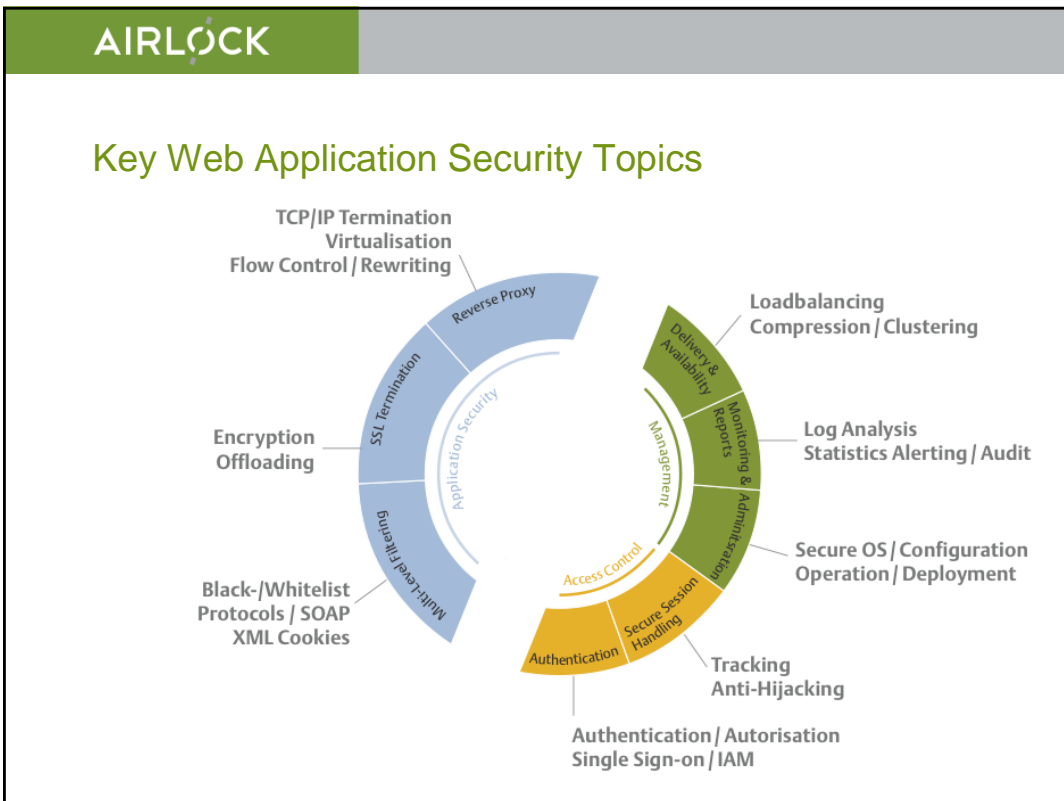 AIRLOCK
Key Web Application Security Topics
TCP/IP Termination
Virtualisation
Flow Control / Rewriting
Reverse Proxy
SSL Termination
Encryption
Offloading
Multi-Level Filtering
Black-/Whitelist
Protocols / SOAP
XML Cookies
Application Security
Delivery &
Availability
Loadbalancing
Compression / Clustering
Monitoring &
Reports
Log Analysis
Statistics Alerting / Audit
Management
Adminitsration
Secure OS / Configuration
Operation / Deployment
Access Control
Secure Session
Handling
Tracking
Anti-Hijacking
Authentication
Authentication / Autorisation
Single Sign-on / IAM